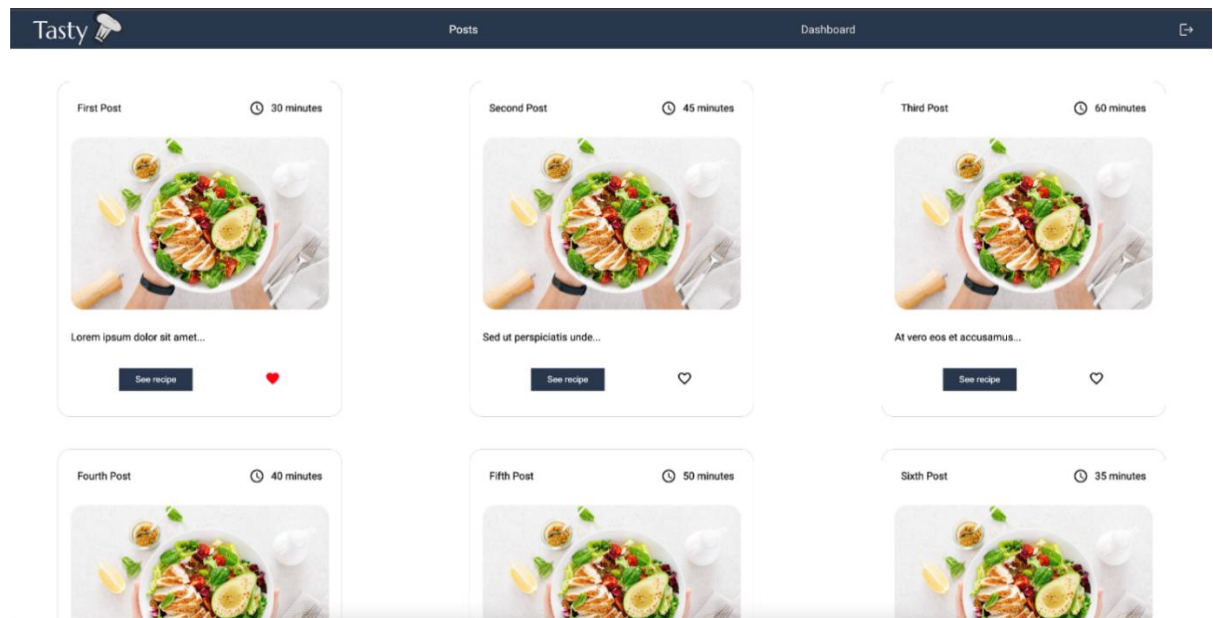 Tasty
Posts
Dashboard
First Post
30 minutes
Second Post
45 minutes
Third Post
60 minutes
Lorem ipsum dolor sit amet...
Sed ut perspiciatis unde...
At vero eos et accusamus...
See recipe
See recipe
See recipe
Fourth Post
40 minutes
Fifth Post
50 minutes
Sixth Post
35 minutes